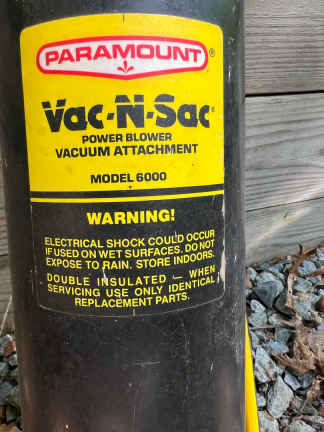 PARAMOUNT®
Vac-N-Sac®
POWER BLOWER
VACUUM ATTACHMENT
MODEL 6000
WARNING!
ELECTRICAL SHOCK COULD OCCUR
IF USED ON WET SURFACES. DO NOT
EXPOSE TO RAIN. STORE INDOORS.
DOUBLE INSULATED — WHEN
SERVICING USE ONLY IDENTICAL
REPLACEMENT PARTS.